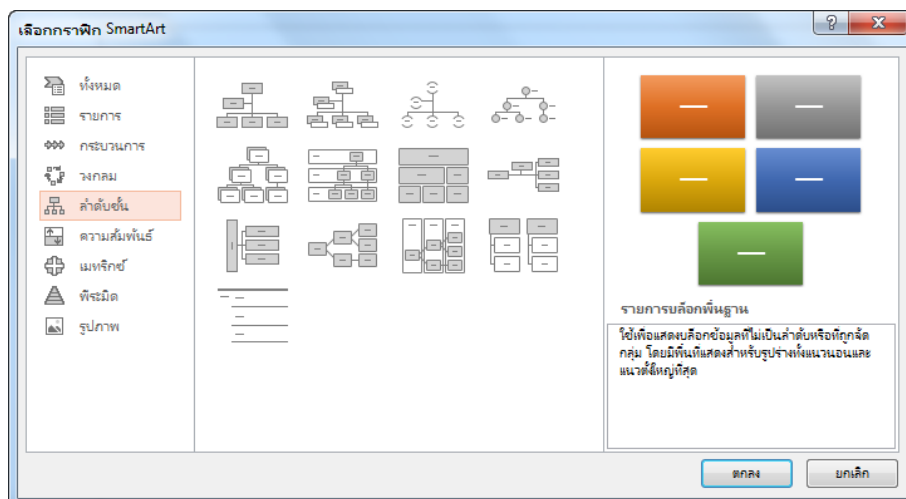 เลือกกราฟิก SmartArt
ทั้งหมด
รายการ
กระบวนการ
วงกลม
ลำดับชั้น
ความสัมพันธ์
เมทริกซ์
พีระมิด
รูปภาพ
รายการบล็อกพื้นฐาน
ใช้เพื่อแสดงบล็อกข้อมูลที่ไม่เป็นลำดับหรือที่ถูกจัด
กลุ่ม โดยมีพื้นที่แสดงสำหรับรูปร่างทั้งแนวนอนและ
แนวตั้งใหญ่ที่สุด
ตกลง
ยกเลิก